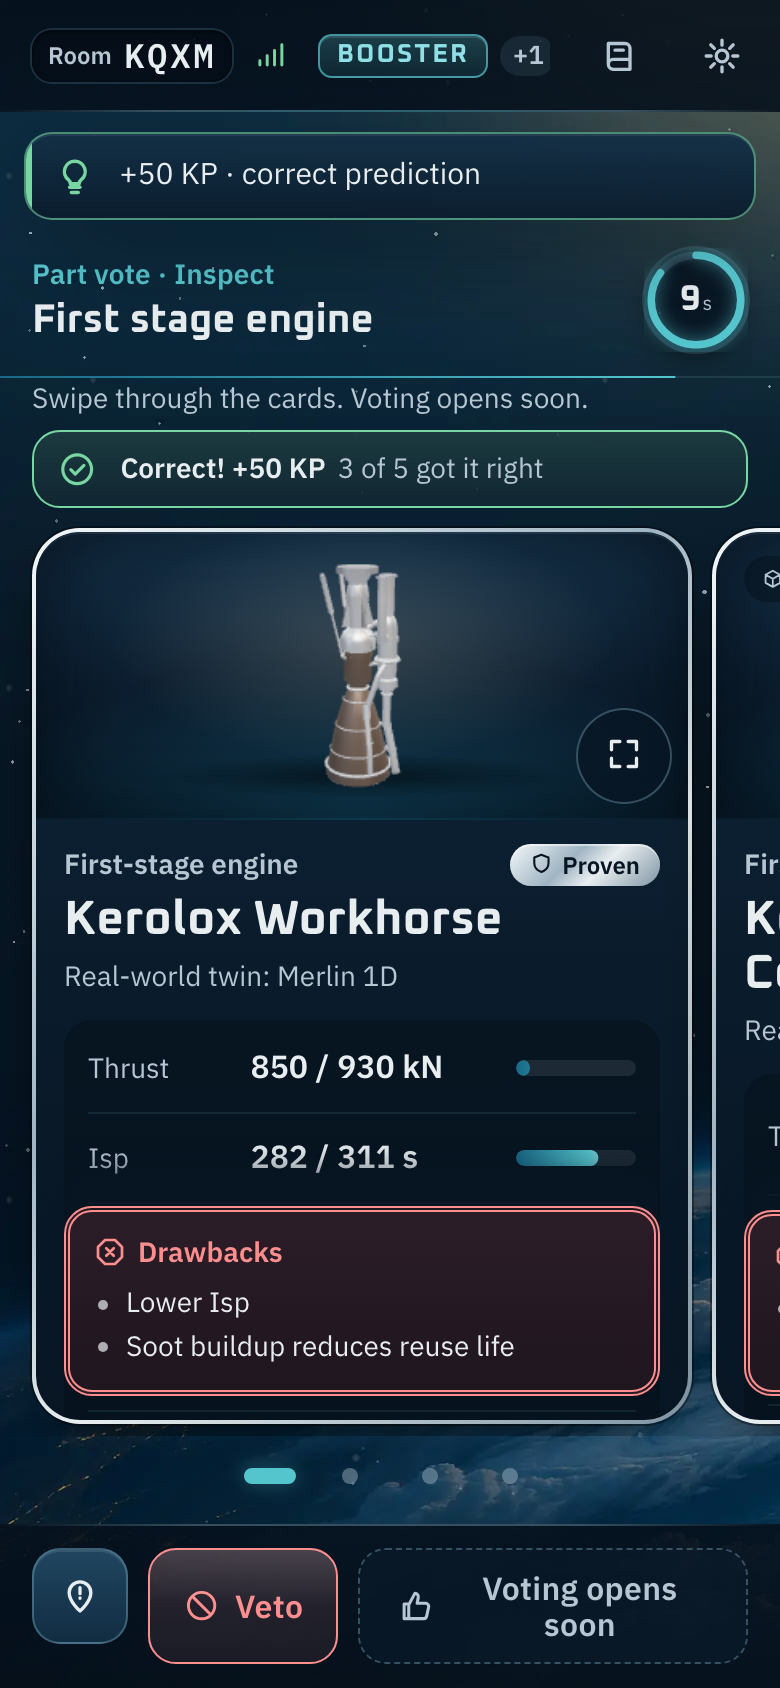 Room KQXM BOOSTER +1
+50 KP · correct prediction
Part vote · Inspect
First stage engine
9s
Swipe through the cards. Voting opens soon.
Correct! +50 KP 3 of 5 got it right
First-stage engine
Proven
Kerolox Workhorse
Real-world twin: Merlin 1D
Thrust 850 / 930 kN
Isp 282 / 311 s
Drawbacks
Lower Isp
Soot buildup reduces reuse life
Veto
Voting opens
soon